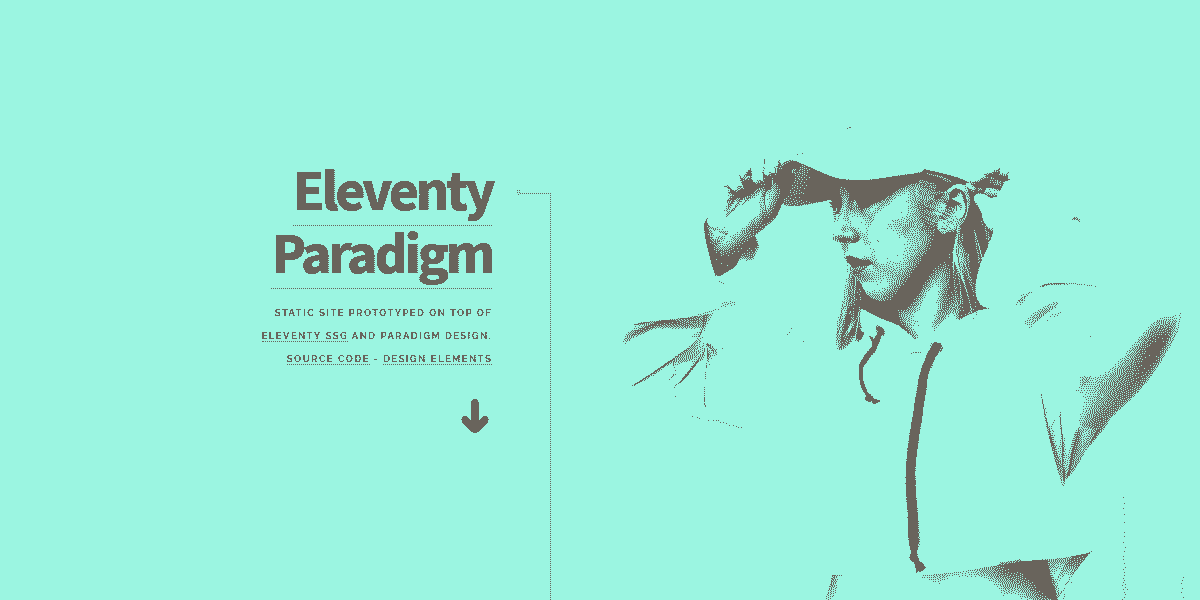 Eleventy
Paradigm
STATIC SITE PROTOTYPED ON TOP OF
ELEVENTY SSG AND PARADIGM DESIGN.
SOURCE CODE - DESIGN ELEMENTS